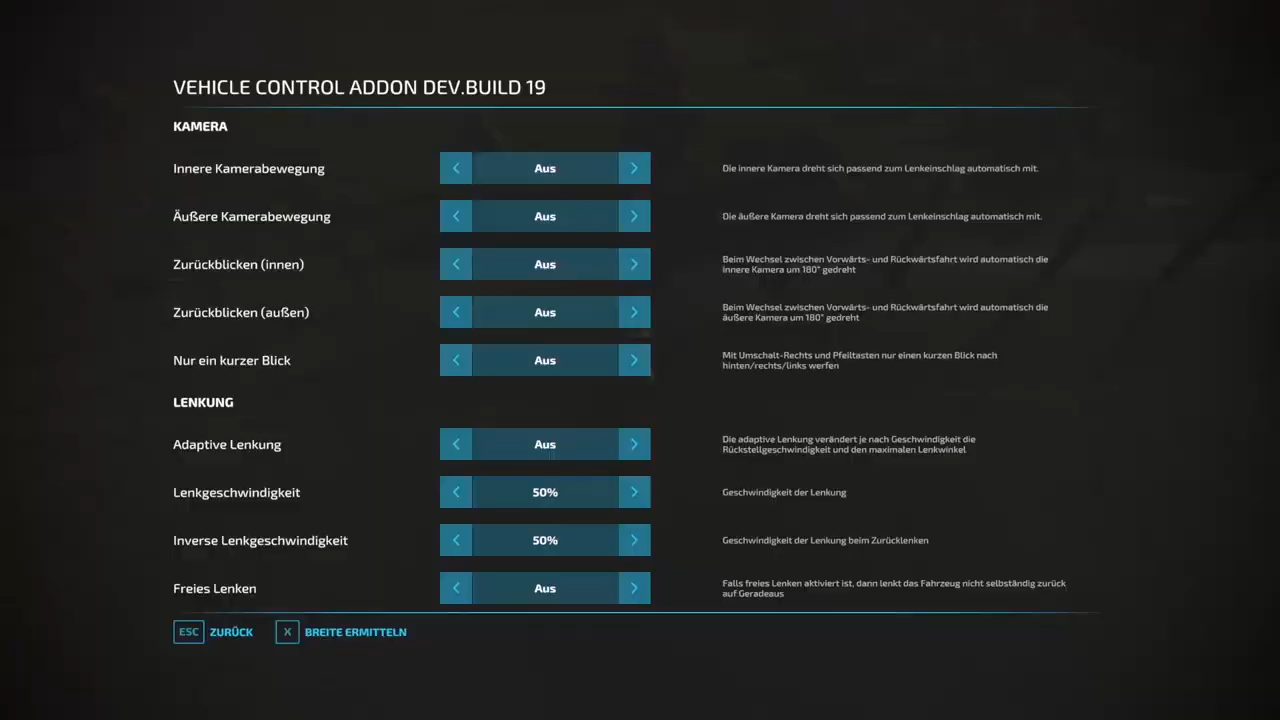 VEHICLE CONTROL ADDON DEV.BUILD 19
KAMERA
Innere Kamerabewegung
Aus
Die innere Kamera dreht sich passend zum Lenkeinschlag automatisch mit.
Äußere Kamerabewegung
Aus
Die äußere Kamera dreht sich passend zum Lenkeinschlag automatisch mit.
Zurückblicken (innen)
Aus
Beim Wechsel zwischen Vorwärts- und Rückwärtsfahrt wird automatisch die
innere Kamera um 180° gedreht
Zurückblicken (außen)
Aus
Beim Wechsel zwischen Vorwärts- und Rückwärtsfahrt wird automatisch die
äußere Kamera um 180° gedreht
Nur ein kurzer Blick
Aus
Mit Umschalt-Rechts und Pfeiltasten nur einen kurzen Blick nach
hinten/rechts/links werfen
LENKUNG
Adaptive Lenkung
Aus
Die adaptive Lenkung verändert je nach Geschwindigkeit die
Rückstellgeschwindigkeit und den maximalen Lenkwinkel
Lenkgeschwindigkeit
50%
Geschwindigkeit der Lenkung
Inverse Lenkgeschwindigkeit
50%
Geschwindigkeit der Lenkung beim Zurücklenken
Freies Lenken
Aus
Falls freies Lenken aktiviert ist, dann lenkt das Fahrzeug nicht selbständig zurück
auf Geradeaus
ESC ZURÜCK X BREITE ERMITTELN